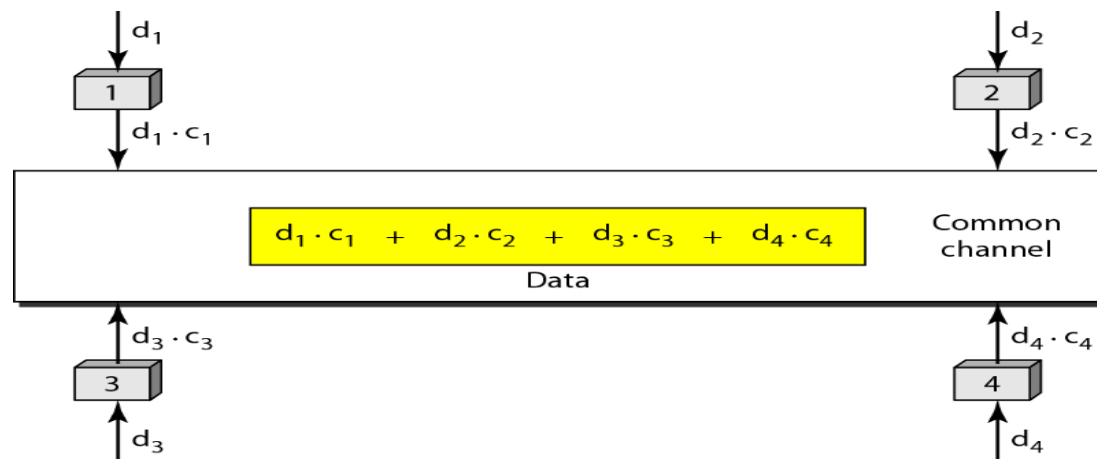 d₁ d₂
1 2
d₁ · c₁ d₂ · c₂
d₁ · c₁ + d₂ · c₂ + d₃ · c₃ + d₄ · c₄
Common
channel
Data
d₃ · c₃ d₄ · c₄
3 4
d₃ d₄